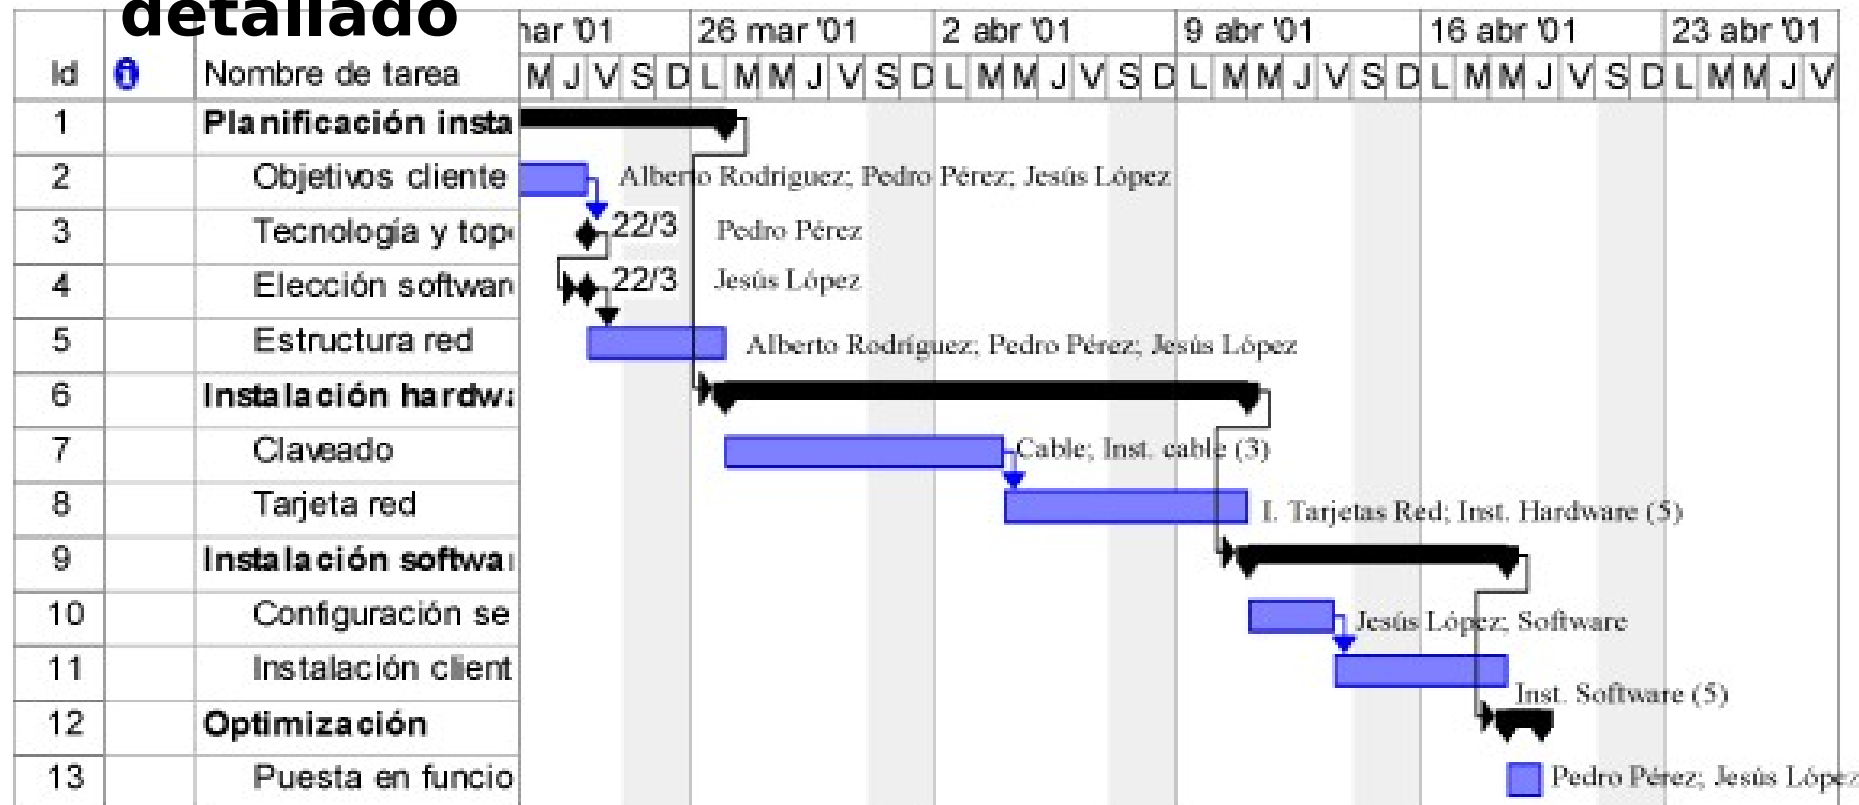 detallado
mar '01 26 mar '01 2 abr '01 9 abr '01 16 abr '01 23 abr '01
Id Nombre de tarea M J V S D L M M J V S D L M M J V S D L M M J V S D L M M J V S D L M M J V
1 Planificación insta
2 Objetivos cliente Alberto Rodríguez; Pedro Pérez; Jesús López
3 Tecnología y topo 22/3 Pedro Pérez
4 Elección softwar 22/3 Jesús López
5 Estructura red Alberto Rodríguez; Pedro Pérez; Jesús López
6 Instalación hardwa
7 Claveado Cable; Inst. cable (3)
8 Tarjeta red I. Tarjetas Red; Inst. Hardware (5)
9 Instalación softwa
10 Configuración se Jesús López; Software
11 Instalación client Inst. Software (5)
12 Optimización
13 Puesta en funcio Pedro Pérez; Jesús López